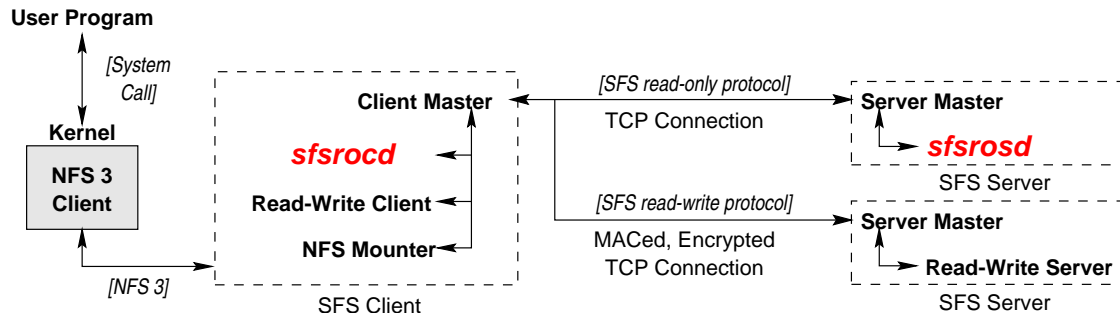 User Program
[System
Call]
Kernel
NFS 3
Client
[NFS 3]
Client Master
sfsrocd
Read-Write Client
NFS Mounter
SFS Client
[SFS read-only protocol]
TCP Connection
[SFS read-write protocol]
MACed, Encrypted
TCP Connection
Server Master
sfsrosd
SFS Server
Server Master
Read-Write Server
SFS Server